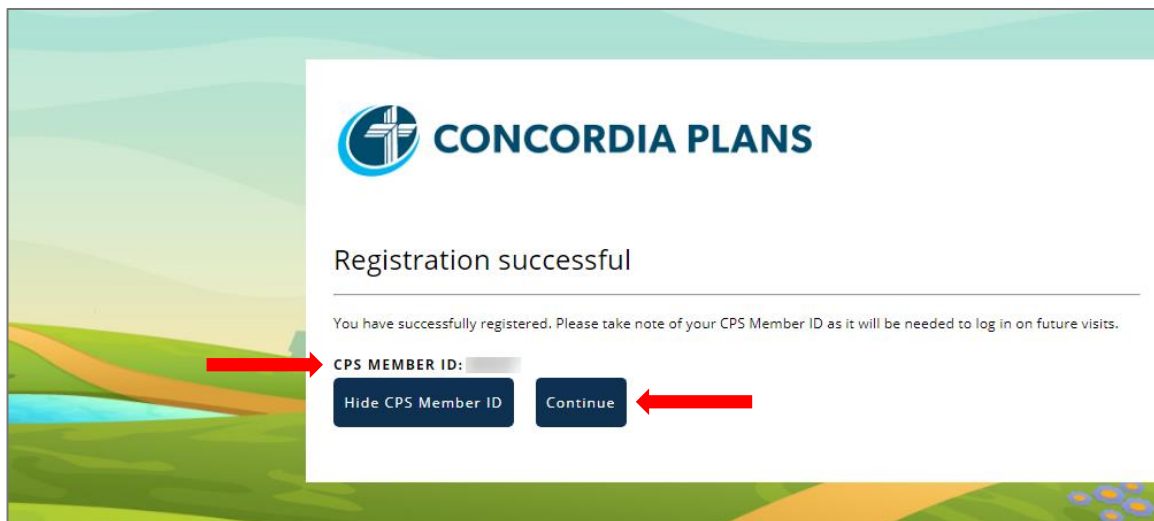 CONCORDIA PLANS
Registration successful
You have successfully registered. Please take note of your CPS Member ID as it will be needed to log in on future visits.
CPS MEMBER ID:
Hide CPS Member ID
Continue